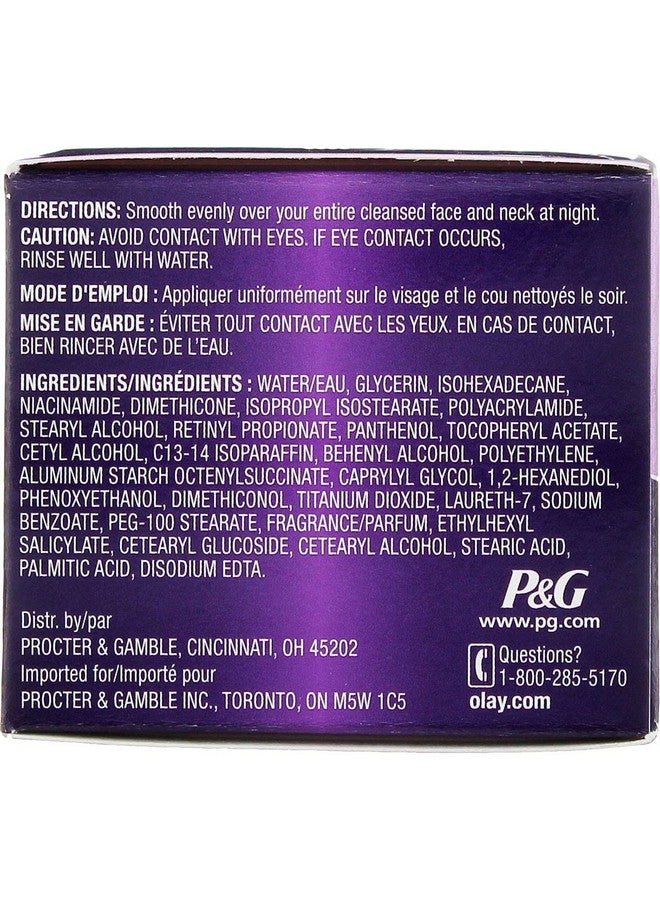 DIRECTIONS: Smooth evenly over your entire cleansed face and neck at night.
CAUTION: AVOID CONTACT WITH EYES. IF EYE CONTACT OCCURS,
RINSE WELL WITH WATER.
MODE D'EMPLOI : Appliquer uniformément sur le visage et le cou nettoyés le soir.
MISE EN GARDE : ÉVITER TOUT CONTACT AVEC LES YEUX. EN CAS DE CONTACT,
BIEN RINCER AVEC DE L'EAU.
INGREDIENTS/INGRÉDIENTS : WATER/EAU, GLYCERIN, ISOHEXADECANE,
NIACINAMIDE, DIMETHICONE, ISOPROPYL ISOSTEARATE, POLYACRYLAMIDE,
STEARYL ALCOHOL, RETINYL PROPIONATE, PANTHENOL, TOCOPHERYL ACETATE,
CETYL ALCOHOL, C13-14 ISOPARAFFIN, BEHENYL ALCOHOL, POLYETHYLENE,
ALUMINUM STARCH OCTENYLSUCCINATE, CAPRYLYL GLYCOL, 1,2-HEXANEDIOL,
PHENOXYETHANOL, DIMETHICONOL, TITANIUM DIOXIDE, LAURETH-7, SODIUM
BENZOATE, PEG-100 STEARATE, FRAGRANCE/PARFUM, ETHYLHEXYL
SALICYLATE, CETEARYL GLUCOSIDE, CETEARYL ALCOHOL, STEARIC ACID,
PALMITIC ACID, DISODIUM EDTA.
Distr. by/par
PROCTER & GAMBLE, CINCINNATI, OH 45202
Imported for/Importé pour
PROCTER & GAMBLE INC., TORONTO, ON M5W 1C5
P&G
www.pg.com
Questions?
1-800-285-5170
olay.com